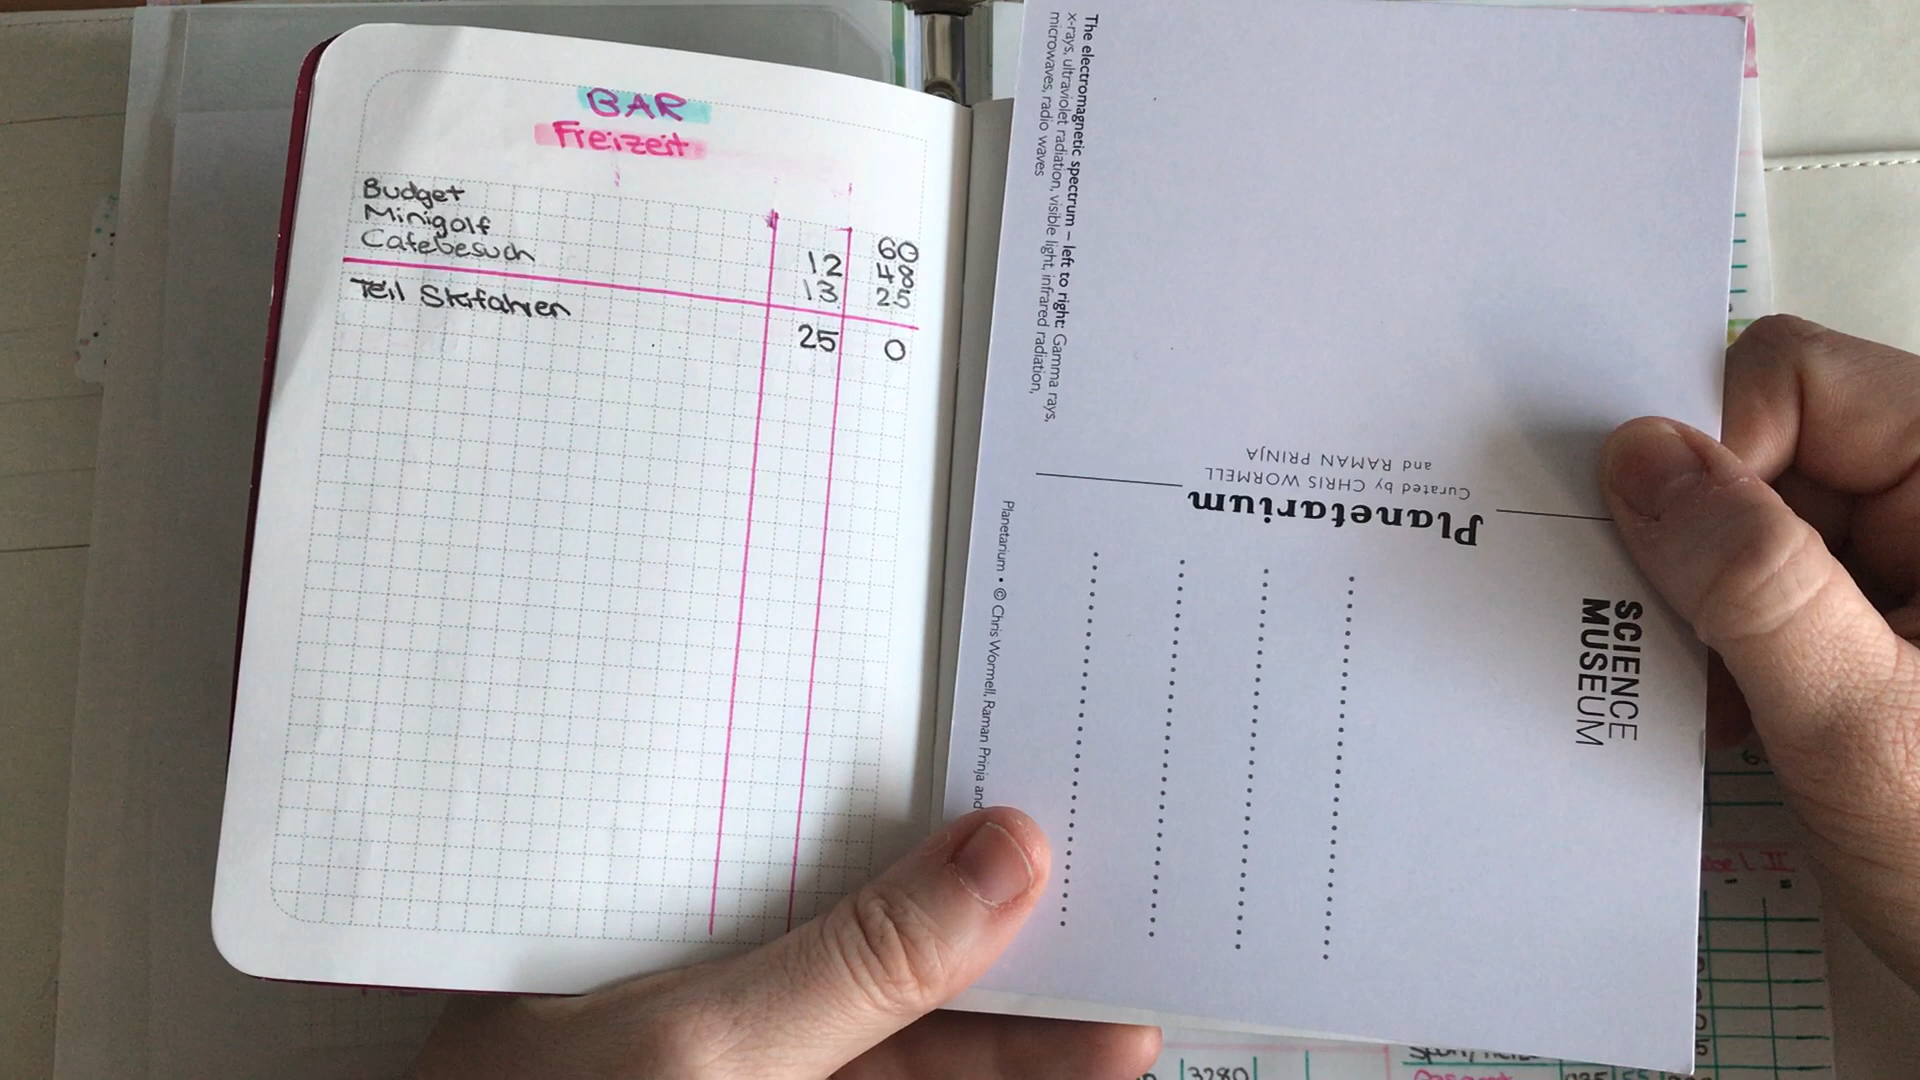 BAR
Freizeit
Budget 60
Minigolf 12
Cafebesuch 13 25
Teil Skifahren 25 0
The electromagnetic spectrum – left to right: Gamma rays,
x-rays, ultraviolet radiation, visible light, infrared radiation,
microwaves, radio waves
Planetarium
Curated by CHRIS WORMELL
and RAMAN PRINJA
SCIENCE
MUSEUM
Planetarium • © Chris Wormell, Raman Prinja and
3280